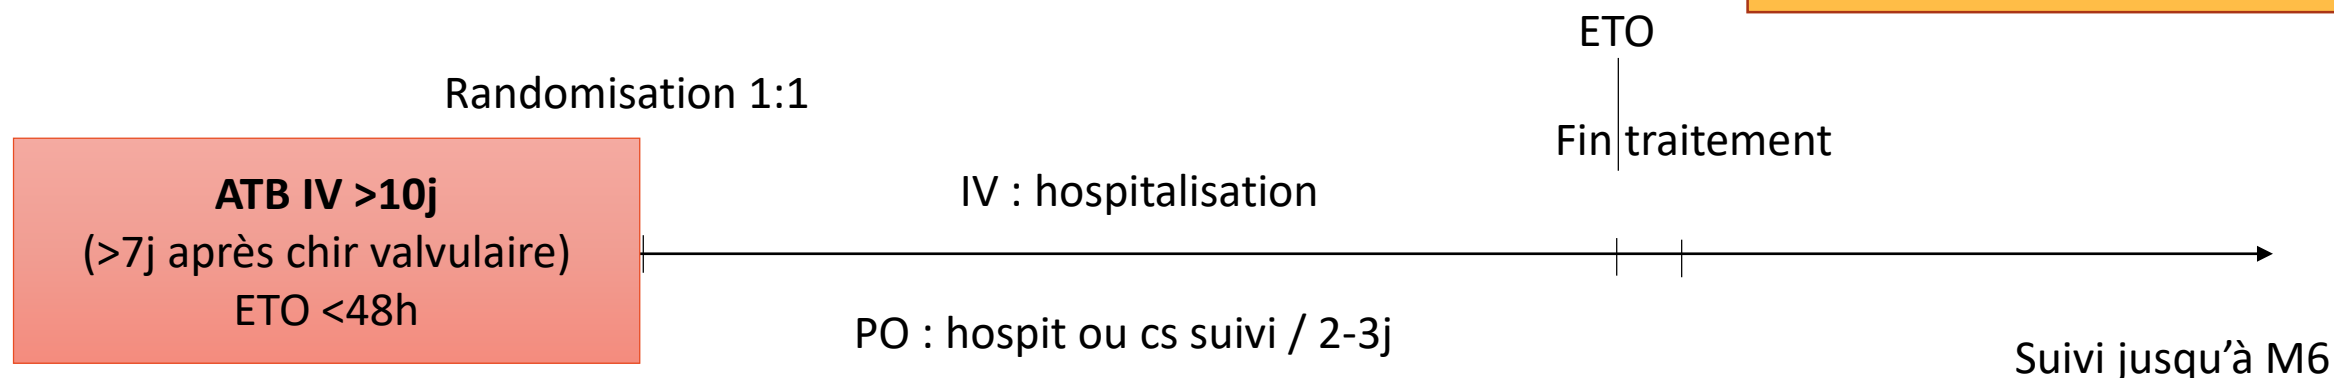 ETO
Randomisation 1:1
Fin traitement
ATB IV >10j
(>7j après chir valvulaire)
ETO <48h
IV : hospitalisation
PO : hospit ou cs suivi / 2-3j
Suivi jusqu'à M6